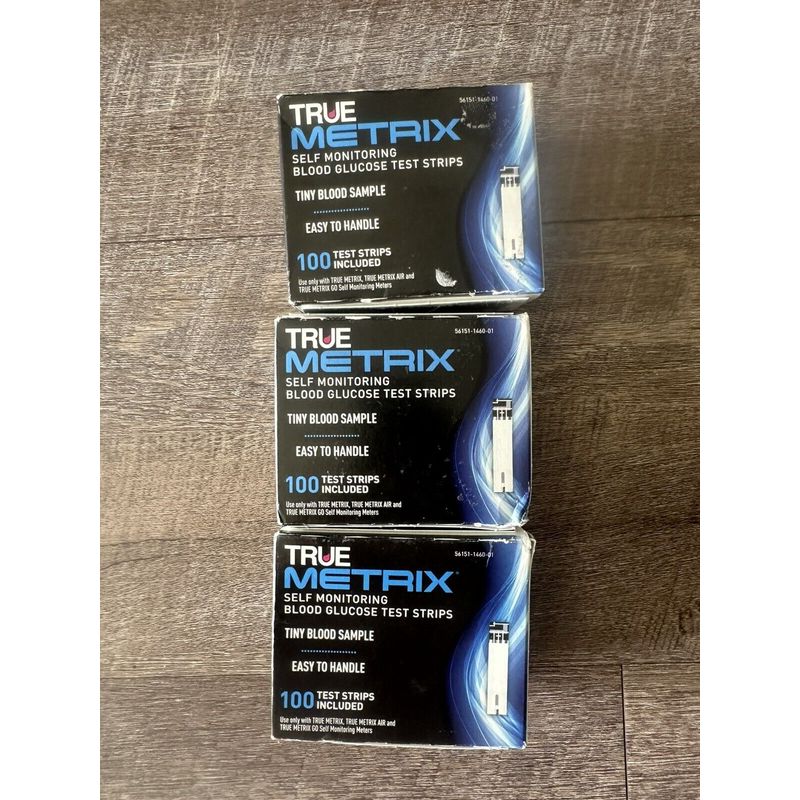 56151-1460-01
TRUE
METRIX®
SELF MONITORING
BLOOD GLUCOSE TEST STRIPS
TINY BLOOD SAMPLE
EASY TO HANDLE
100 TEST STRIPS
INCLUDED
Use only with TRUE METRIX, TRUE METRIX AIR and
TRUE METRIX GO Self Monitoring Meters
56151-1460-01
TRUE
METRIX®
SELF MONITORING
BLOOD GLUCOSE TEST STRIPS
TINY BLOOD SAMPLE
EASY TO HANDLE
100 TEST STRIPS
INCLUDED
Use only with TRUE METRIX, TRUE METRIX AIR and
TRUE METRIX GO Self Monitoring Meters
56151-1460-01
TRUE
METRIX®
SELF MONITORING
BLOOD GLUCOSE TEST STRIPS
TINY BLOOD SAMPLE
EASY TO HANDLE
100 TEST STRIPS
INCLUDED
Use only with TRUE METRIX, TRUE METRIX AIR and
TRUE METRIX GO Self Monitoring Meters